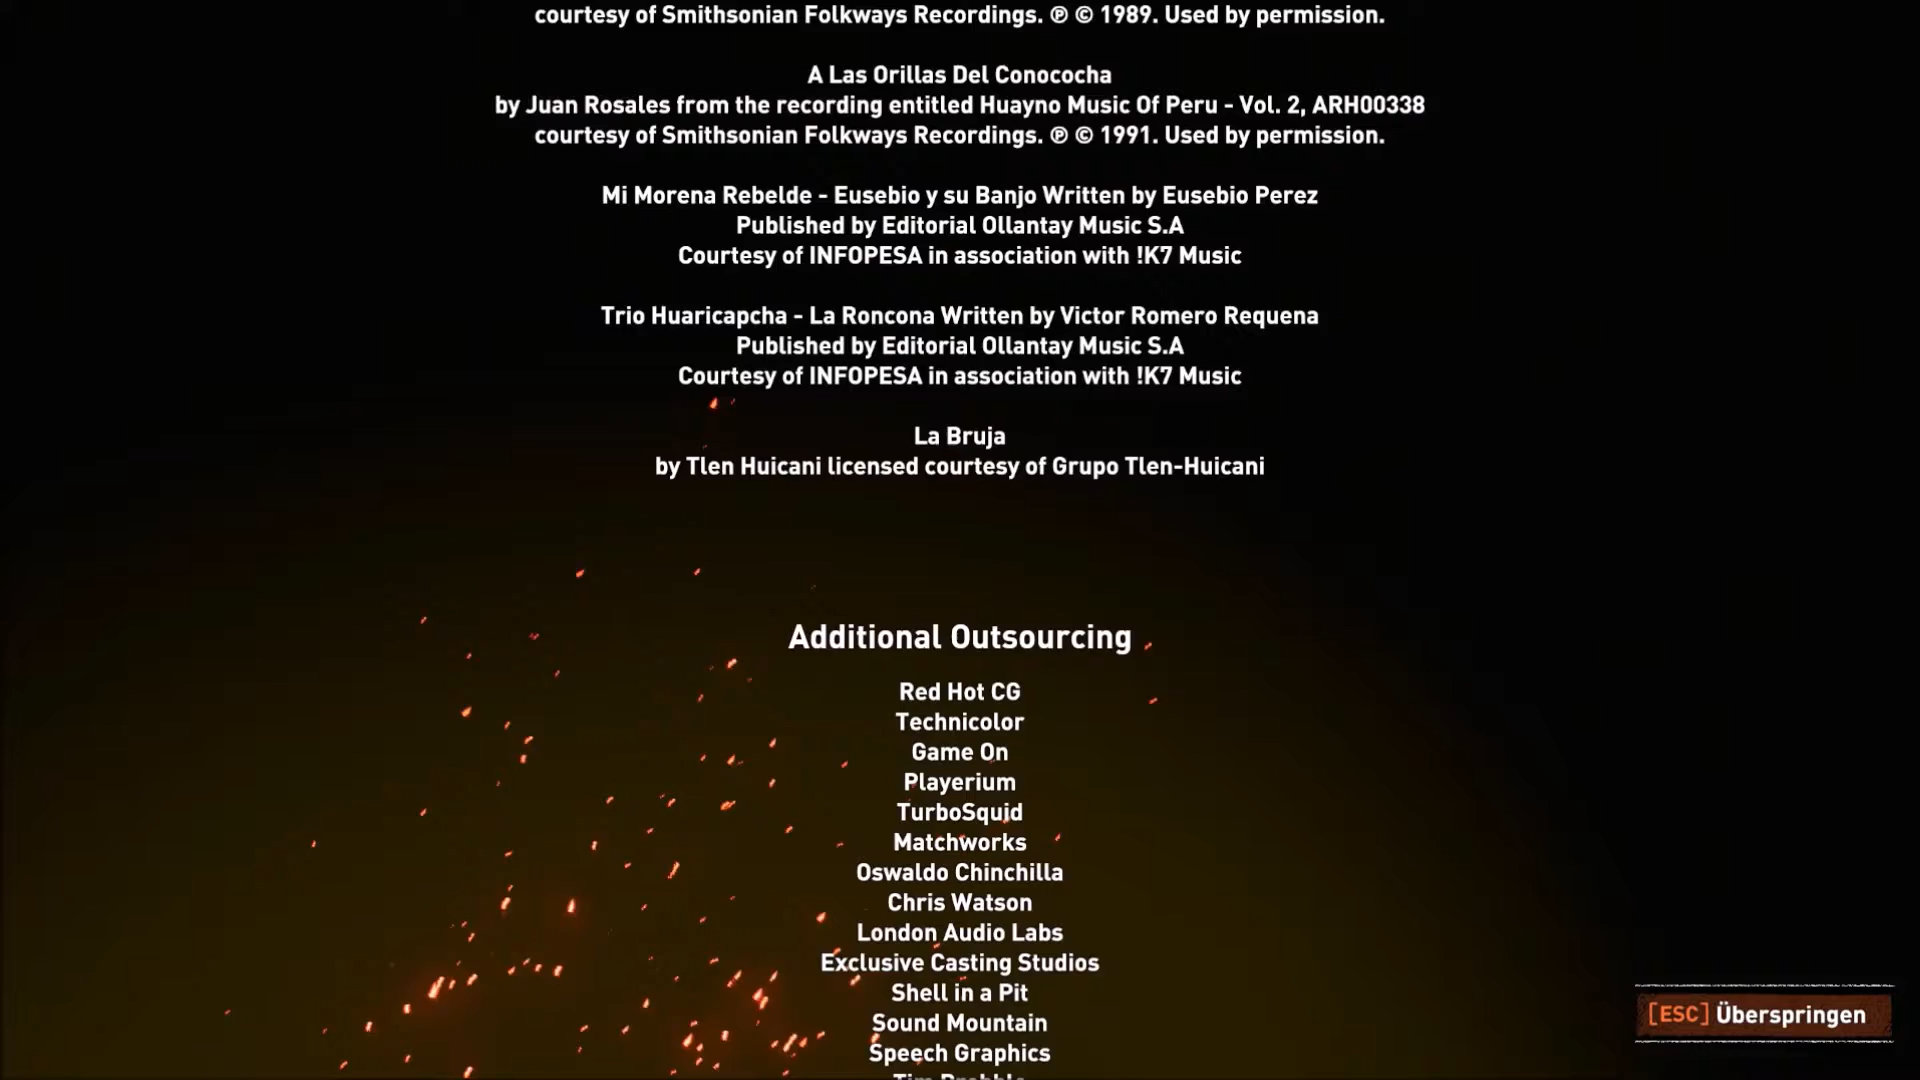 courtesy of Smithsonian Folkways Recordings. ℗ © 1989. Used by permission.
A Las Orillas Del Conococha
by Juan Rosales from the recording entitled Huayno Music Of Peru - Vol. 2, ARH00338
courtesy of Smithsonian Folkways Recordings. ℗ © 1991. Used by permission.
Mi Morena Rebelde - Eusebio y su Banjo Written by Eusebio Perez
Published by Editorial Ollantay Music S.A
Courtesy of INFOPESA in association with !K7 Music
Trio Huaricapcha - La Roncona Written by Victor Romero Requena
Published by Editorial Ollantay Music S.A
Courtesy of INFOPESA in association with !K7 Music
La Bruja
by Tlen Huicani licensed courtesy of Grupo Tlen-Huicani
Additional Outsourcing
Red Hot CG
Technicolor
Game On
Playerium
TurboSquid
Matchworks
Oswaldo Chinchilla
Chris Watson
London Audio Labs
Exclusive Casting Studios
Shell in a Pit
Sound Mountain
Speech Graphics
[ESC] Überspringen